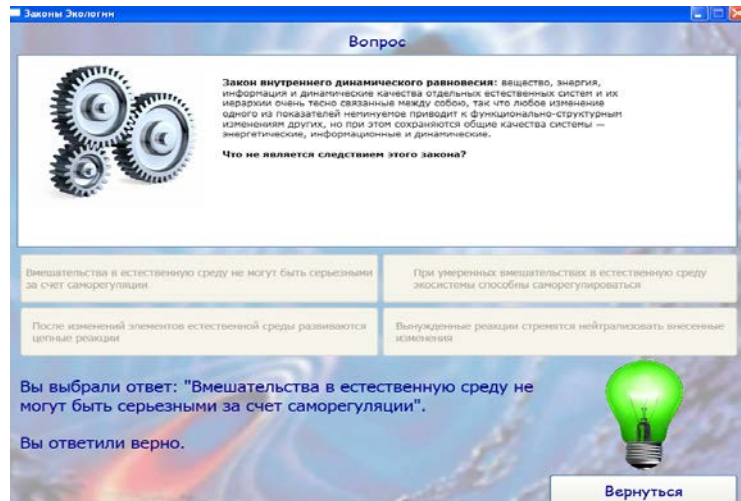 Законы Экологии
Вопрос
Закон внутреннего динамического равновесия: вещество, энергия,
информация и динамические качества отдельных естественных систем и их
иерархии очень тесно связанные между собою, так что любое изменение
одного из показателей неминуемое приводит к функционально-структурным
изменениям других, но при этом сохраняются общие качества системы —
энергетические, информационные и динамические.
Что не является следствием этого закона?
Вмешательства в естественную среду не могут быть серьезными
за счет саморегуляции
При умеренных вмешательствах в естественную среду
экосистемы способны саморегулироваться
После изменений элементов естественной среды развиваются
цепные реакции
Вынужденные реакции стремятся нейтрализовать внесенные
изменения
Вы выбрали ответ: "Вмешательства в естественную среду не
могут быть серьезными за счет саморегуляции".
Вы ответили верно.
Вернуться